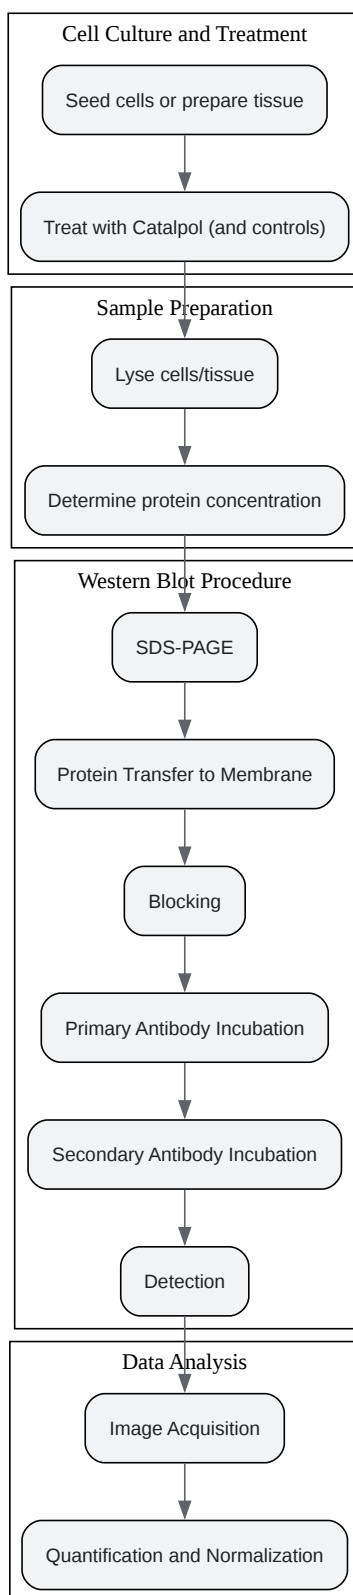 Cell Culture and Treatment
Seed cells or prepare tissue
Treat with Catalpol (and controls)
Sample Preparation
Lyse cells/tissue
Determine protein concentration
Western Blot Procedure
SDS-PAGE
Protein Transfer to Membrane
Blocking
Primary Antibody Incubation
Secondary Antibody Incubation
Detection
Data Analysis
Image Acquisition
Quantification and Normalization